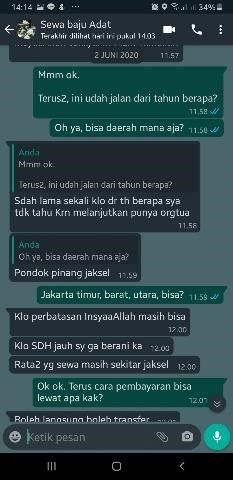 14:14
34%
Sewa baju Adat
Terakhir dilihat hari ini pukul 14.03
11.57
2 JUNI 2020
Mmm ok.
Terus2, ini udah jalan dari tahun berapa?
11.58
Oh ya, bisa daerah mana aja?
11.58
Anda
Mmm ok.
Terus2, ini udah jalan dari tahun berapa?
Sdah lama sekali klo dr th berapa sya
tdk tahu Krn melanjutkan punya orgtua
11.58
Anda
Oh ya, bisa daerah mana aja?
Pondok pinang jaksel
11.59
Jakarta timur, barat, utara, bisa?
11.59
Klo perbatasan InsyaaAllah masih bisa
12.00
Klo SDH jauh sy ga berani ka
12.00
Rata2 yg sewa masih sekitar jaksel
12.00
Ok ok. Terus cara pembayaran bisa
lewat apa kak?
12.01
Boleh langsung boleh transfer
Ketik pesan